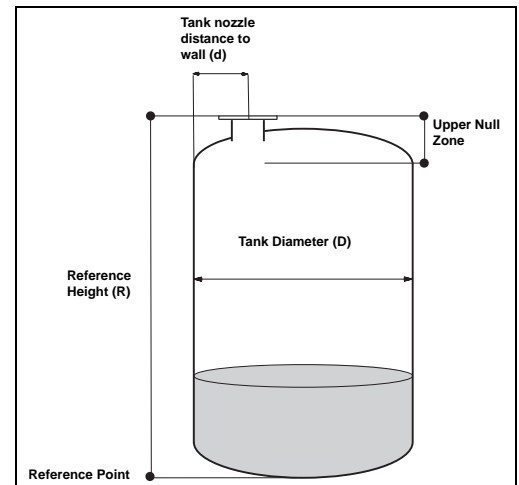 Tank nozzle
distance to
wall (d)
Upper Null
Zone
Tank Diameter (D)
Reference
Height (R)
Reference Point